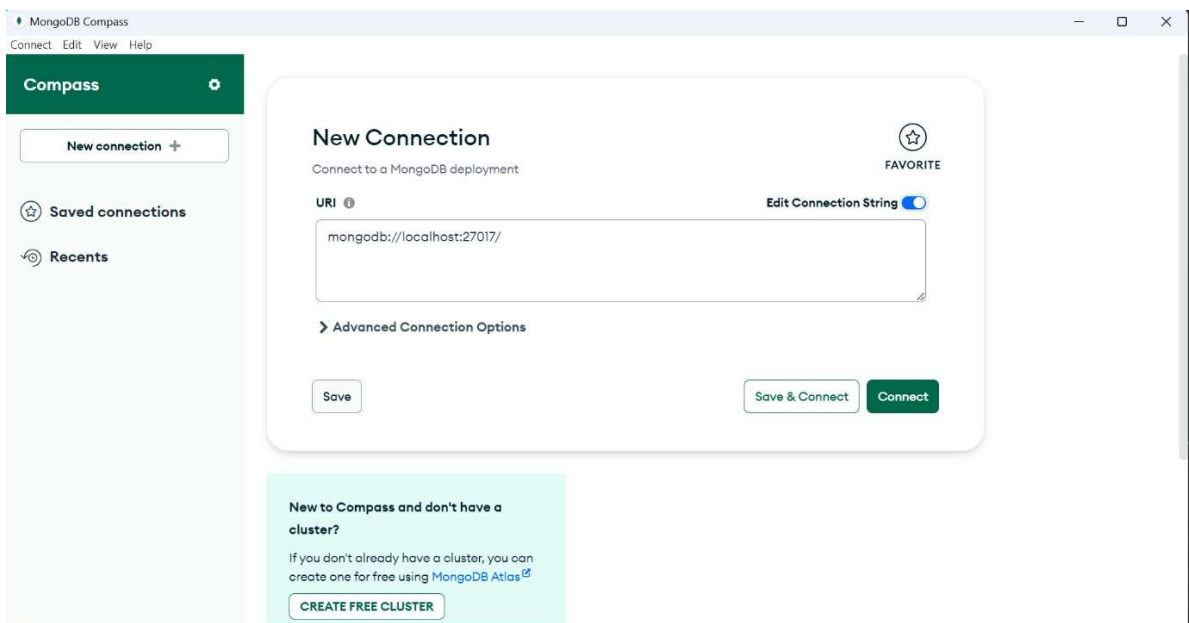 MongoDB Compass
Connect Edit View Help
Compass
New connection
Saved connections
Recents
New Connection
Connect to a MongoDB deployment
FAVORITE
URI
Edit Connection String
mongodb://localhost:27017/
Advanced Connection Options
Save
Save & Connect
Connect
New to Compass and don't have a
cluster?
If you don't already have a cluster, you can
create one for free using MongoDB Atlas
CREATE FREE CLUSTER